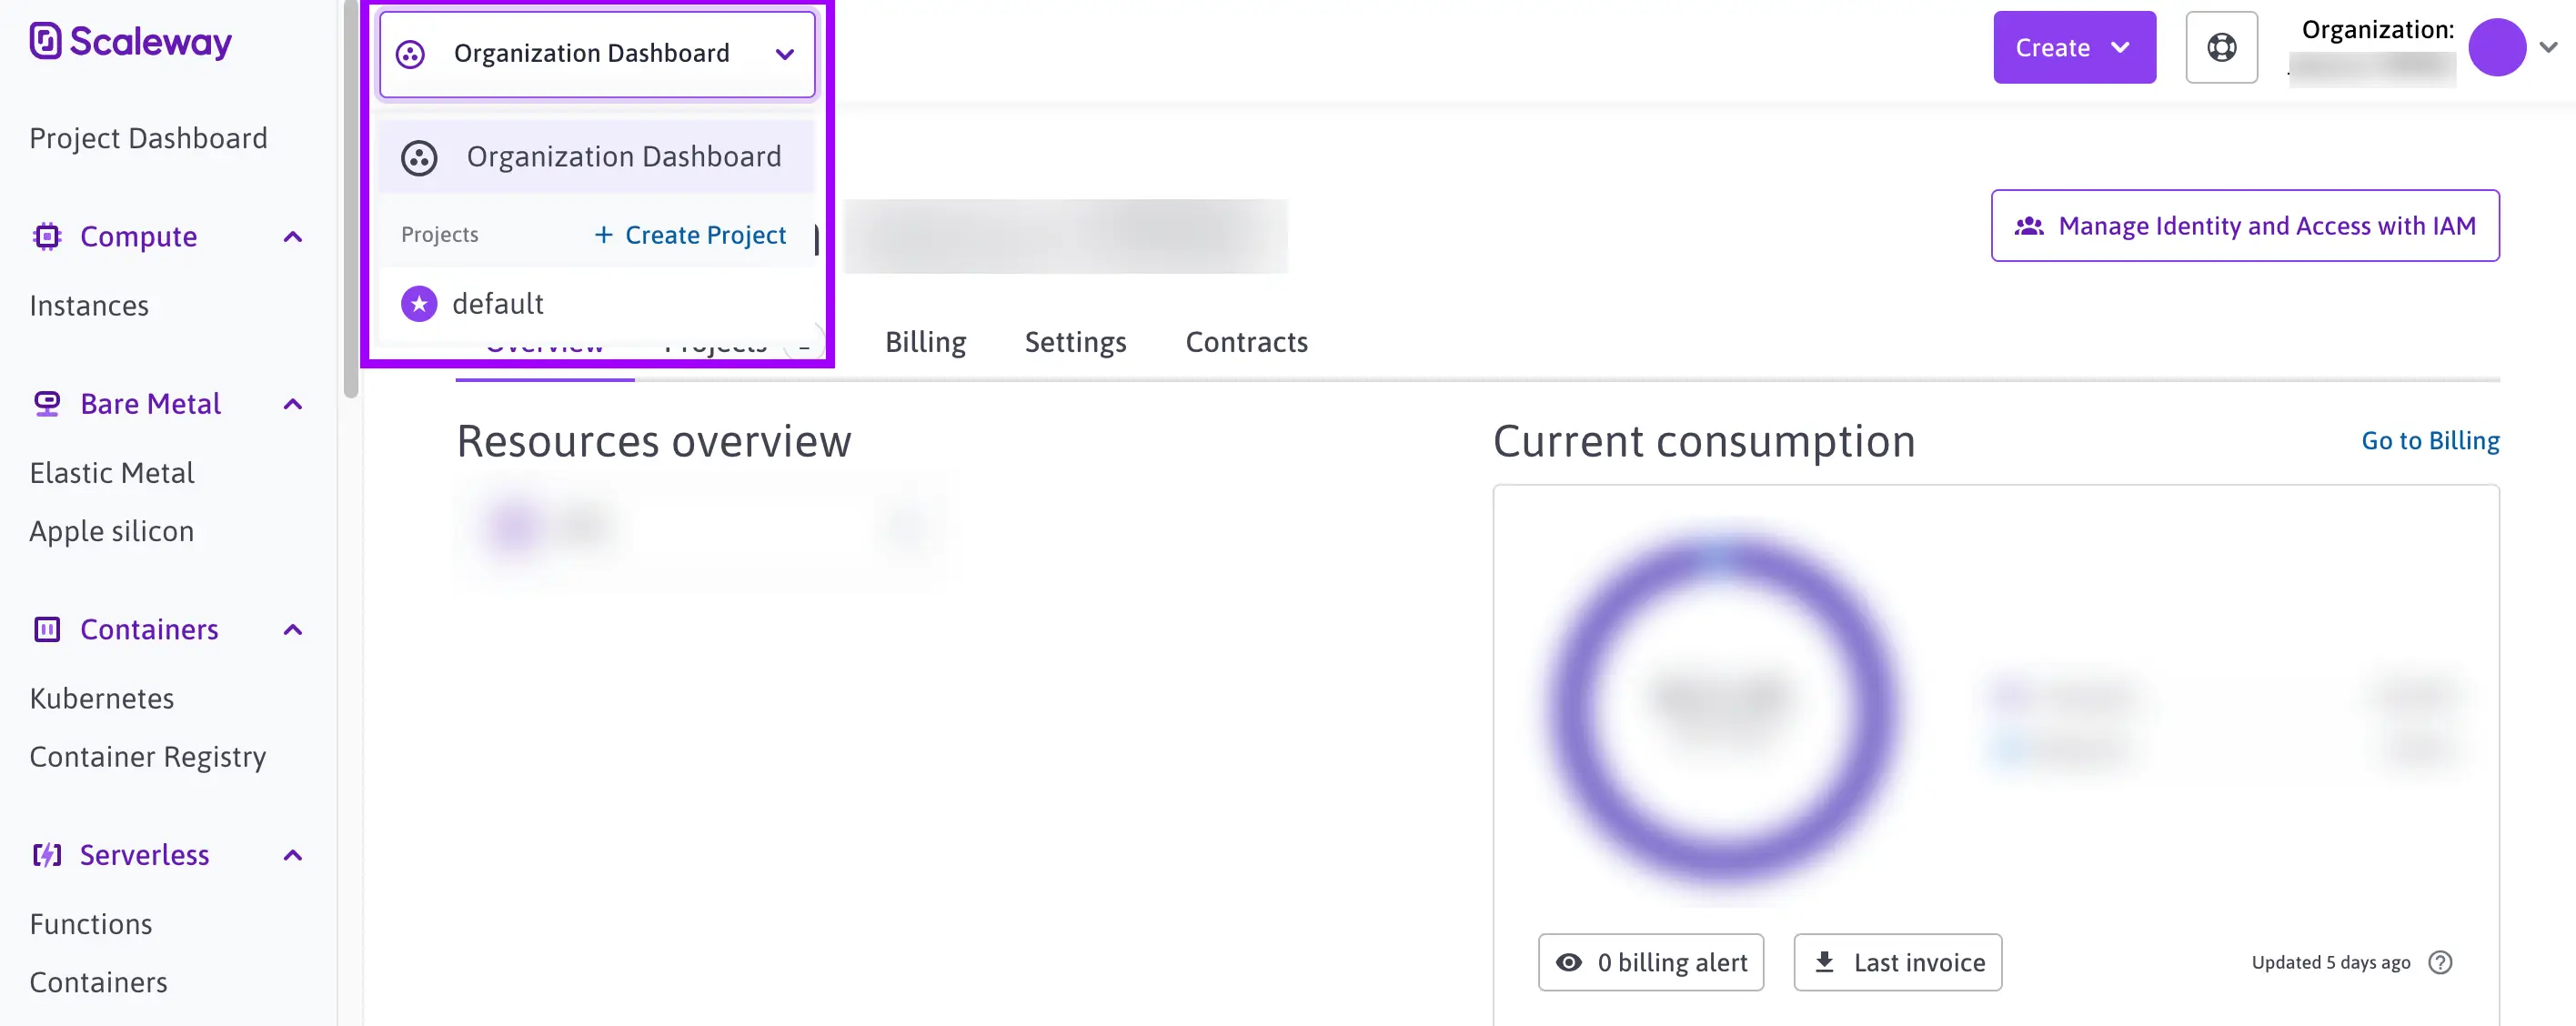 Scaleway
Project Dashboard
Compute
Instances
Bare Metal
Elastic Metal
Apple silicon
Containers
Kubernetes
Container Registry
Serverless
Functions
Containers
Organization Dashboard
Organization Dashboard
Projects
+ Create Project
default
Create
Organization:
Manage Identity and Access with IAM
Overview
Projects
Billing
Settings
Contracts
Resources overview
Current consumption
Go to Billing
0 billing alert
Last invoice
Updated 5 days ago